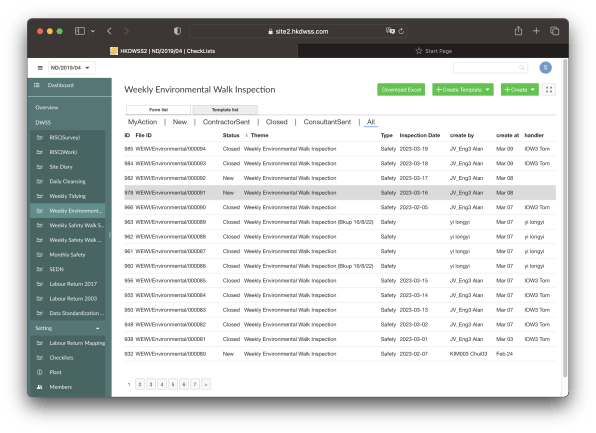 site2.hkdwss.com
HKDWSS2 | ND/2019/04 | CheckLists
Start Page
ND/2019/04
S
Dashboard
Overview
DWSS
RISC(Survey)
RISC(Work)
Site Diary
Daily Cleansing
Weekly Tidying
Weekly Environment...
Weekly Safety Walk S...
Weekly Safety Walk ...
Monthly Safety
SEDN
Labour Return 2017
Labour Return 2003
Data Standardization ...
Setting
Labour Return Mapping
Checklists
Plant
Members
Weekly Environmental Walk Inspection
Download Excel
+ Create Template
+ Create
Form list
Template list
MyAction | New | ContractorSent | Closed | ConsultantSent | All
ID File ID Status Theme Type Inspection Date create by create at handler
985 WEWI/Environmental/000094 Closed Weekly Environmental Walk Inspection Safety 2023-03-19 JV_Eng3 Alan Mar 09 IOW3 Tom
984 WEWI/Environmental/000093 Closed Weekly Environmental Walk Inspection Safety 2023-03-18 JV_Eng3 Alan Mar 09 IOW3 Tom
982 WEWI/Environmental/000092 New Weekly Environmental Walk Inspection Safety 2023-03-17 JV_Eng3 Alan Mar 08
978 WEWI/Environmental/000091 New Weekly Environmental Walk Inspection Safety 2023-03-16 JV_Eng3 Alan Mar 08
966 WEWI/Environmental/000090 Closed Weekly Environmental Walk Inspection Safety 2023-02-05 JV_Eng3 Alan Mar 07 IOW3 Tom
963 WEWI/Environmental/000089 Closed Weekly Environmental Walk Inspection (Bkup 16/8/22) Safety yi longyi Mar 07 yi longyi
962 WEWI/Environmental/000088 Closed Weekly Environmental Walk Inspection Safety yi longyi Mar 07 yi longyi
961 WEWI/Environmental/000087 Closed Weekly Environmental Walk Inspection Safety yi longyi Mar 07 yi longyi
960 WEWI/Environmental/000086 Closed Weekly Environmental Walk Inspection (Bkup 16/8/22) Safety yi longyi Mar 07 yi longyi
956 WEWI/Environmental/000085 Closed Weekly Environmental Walk Inspection Safety 2023-03-15 JV_Eng3 Alan Mar 07 IOW3 Tom
955 WEWI/Environmental/000084 Closed Weekly Environmental Walk Inspection Safety 2023-03-14 JV_Eng3 Alan Mar 07 IOW3 Tom
950 WEWI/Environmental/000083 Closed Weekly Environmental Walk Inspection Safety 2023-03-13 JV_Eng3 Alan Mar 07 IOW3 Tom
948 WEWI/Environmental/000082 Closed Weekly Environmental Walk Inspection Safety 2023-03-02 JV_Eng3 Alan Mar 07 IOW3 Tom
938 WEWI/Environmental/000081 Closed Weekly Environmental Walk Inspection Safety 2023-03-01 JV_Eng3 Alan Mar 03 IOW3 Tom
932 WEWI/Environmental/000080 New Weekly Environmental Walk Inspection Safety 2023-02-07 KIM003 Chui03 Feb 24
1 2 3 4 5 6 7 >